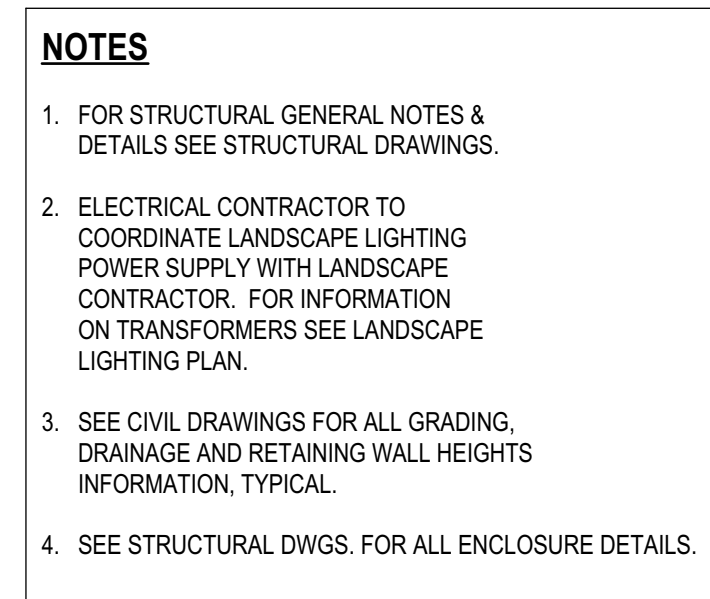 NOTES
1. FOR STRUCTURAL GENERAL NOTES &
DETAILS SEE STRUCTURAL DRAWINGS.
2. ELECTRICAL CONTRACTOR TO
COORDINATE LANDSCAPE LIGHTING
POWER SUPPLY WITH LANDSCAPE
CONTRACTOR. FOR INFORMATION
ON TRANSFORMERS SEE LANDSCAPE
LIGHTING PLAN.
3. SEE CIVIL DRAWINGS FOR ALL GRADING,
DRAINAGE AND RETAINING WALL HEIGHTS
INFORMATION, TYPICAL.
4. SEE STRUCTURAL DWGS. FOR ALL ENCLOSURE DETAILS.